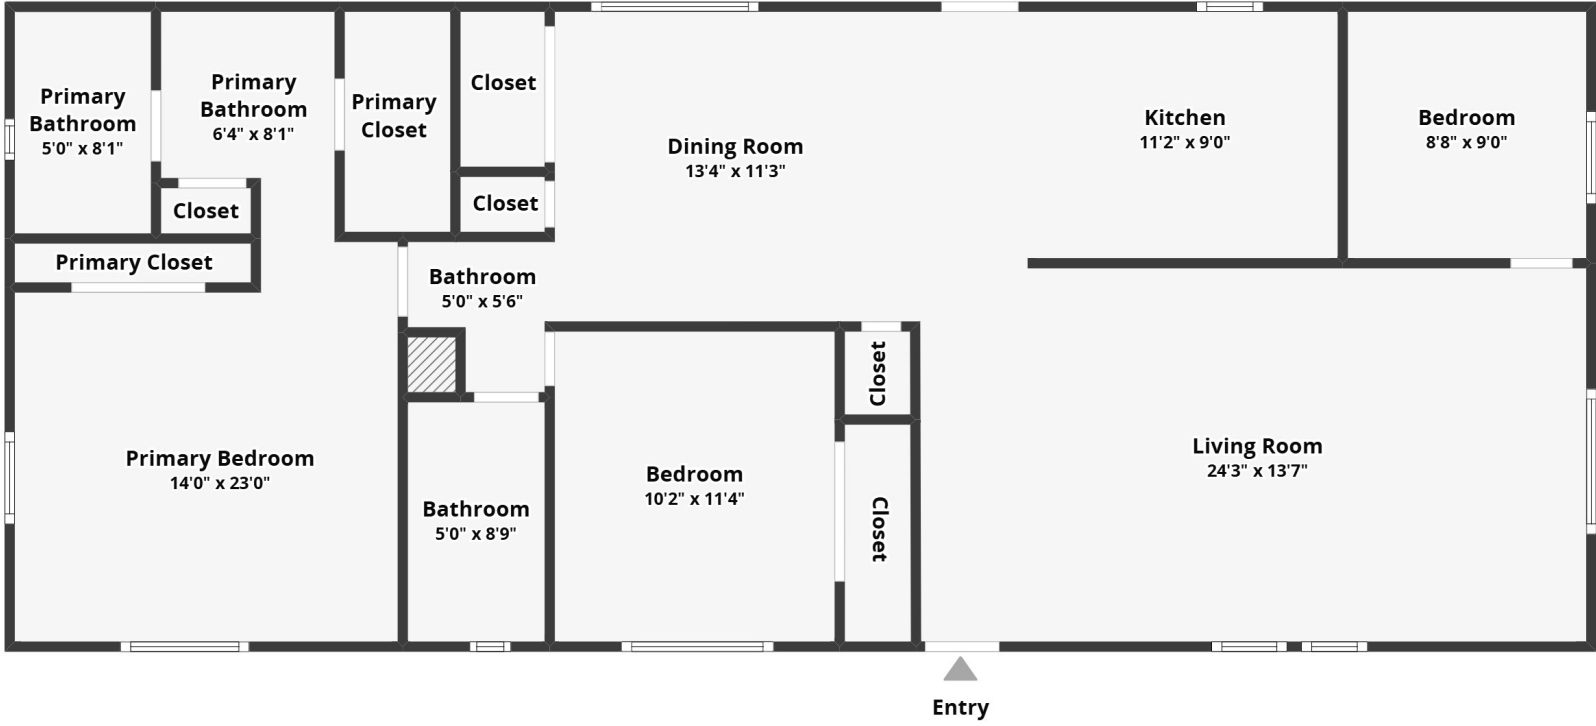 Primary
Bathroom
5'0" x 8'1"
Primary
Bathroom
6'4" x 8'1"
Primary
Closet
Closet
Closet
Closet
Primary Closet
Dining Room
13'4" x 11'3"
Kitchen
11'2" x 9'0"
Bedroom
8'8" x 9'0"
Bathroom
5'0" x 5'6"
Primary Bedroom
14'0" x 23'0"
Bathroom
5'0" x 8'9"
Bedroom
10'2" x 11'4"
Closet
Closet
Living Room
24'3" x 13'7"
Entry